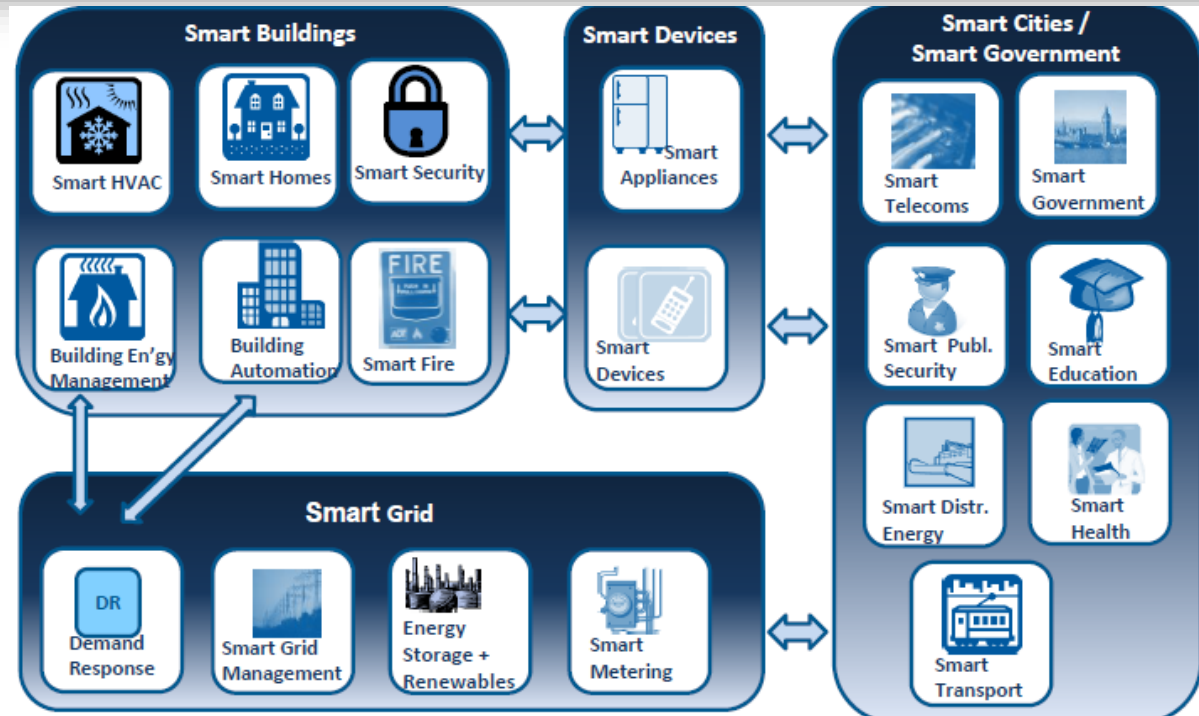 Smart Buildings
Smart HVAC
Smart Homes
Smart Security
Building En'gy
Management
Building
Automation
FIRE
Smart Fire
Smart Devices
Smart
Appliances
Smart
Devices
Smart Cities /
Smart Government
Smart
Telecoms
Smart
Government
Smart Publ.
Security
Smart
Education
Smart Distr.
Energy
Smart
Health
Smart
Transport
Smart Grid
DR
Demand
Response
Smart Grid
Management
Energy
Storage +
Renewables
Smart
Metering